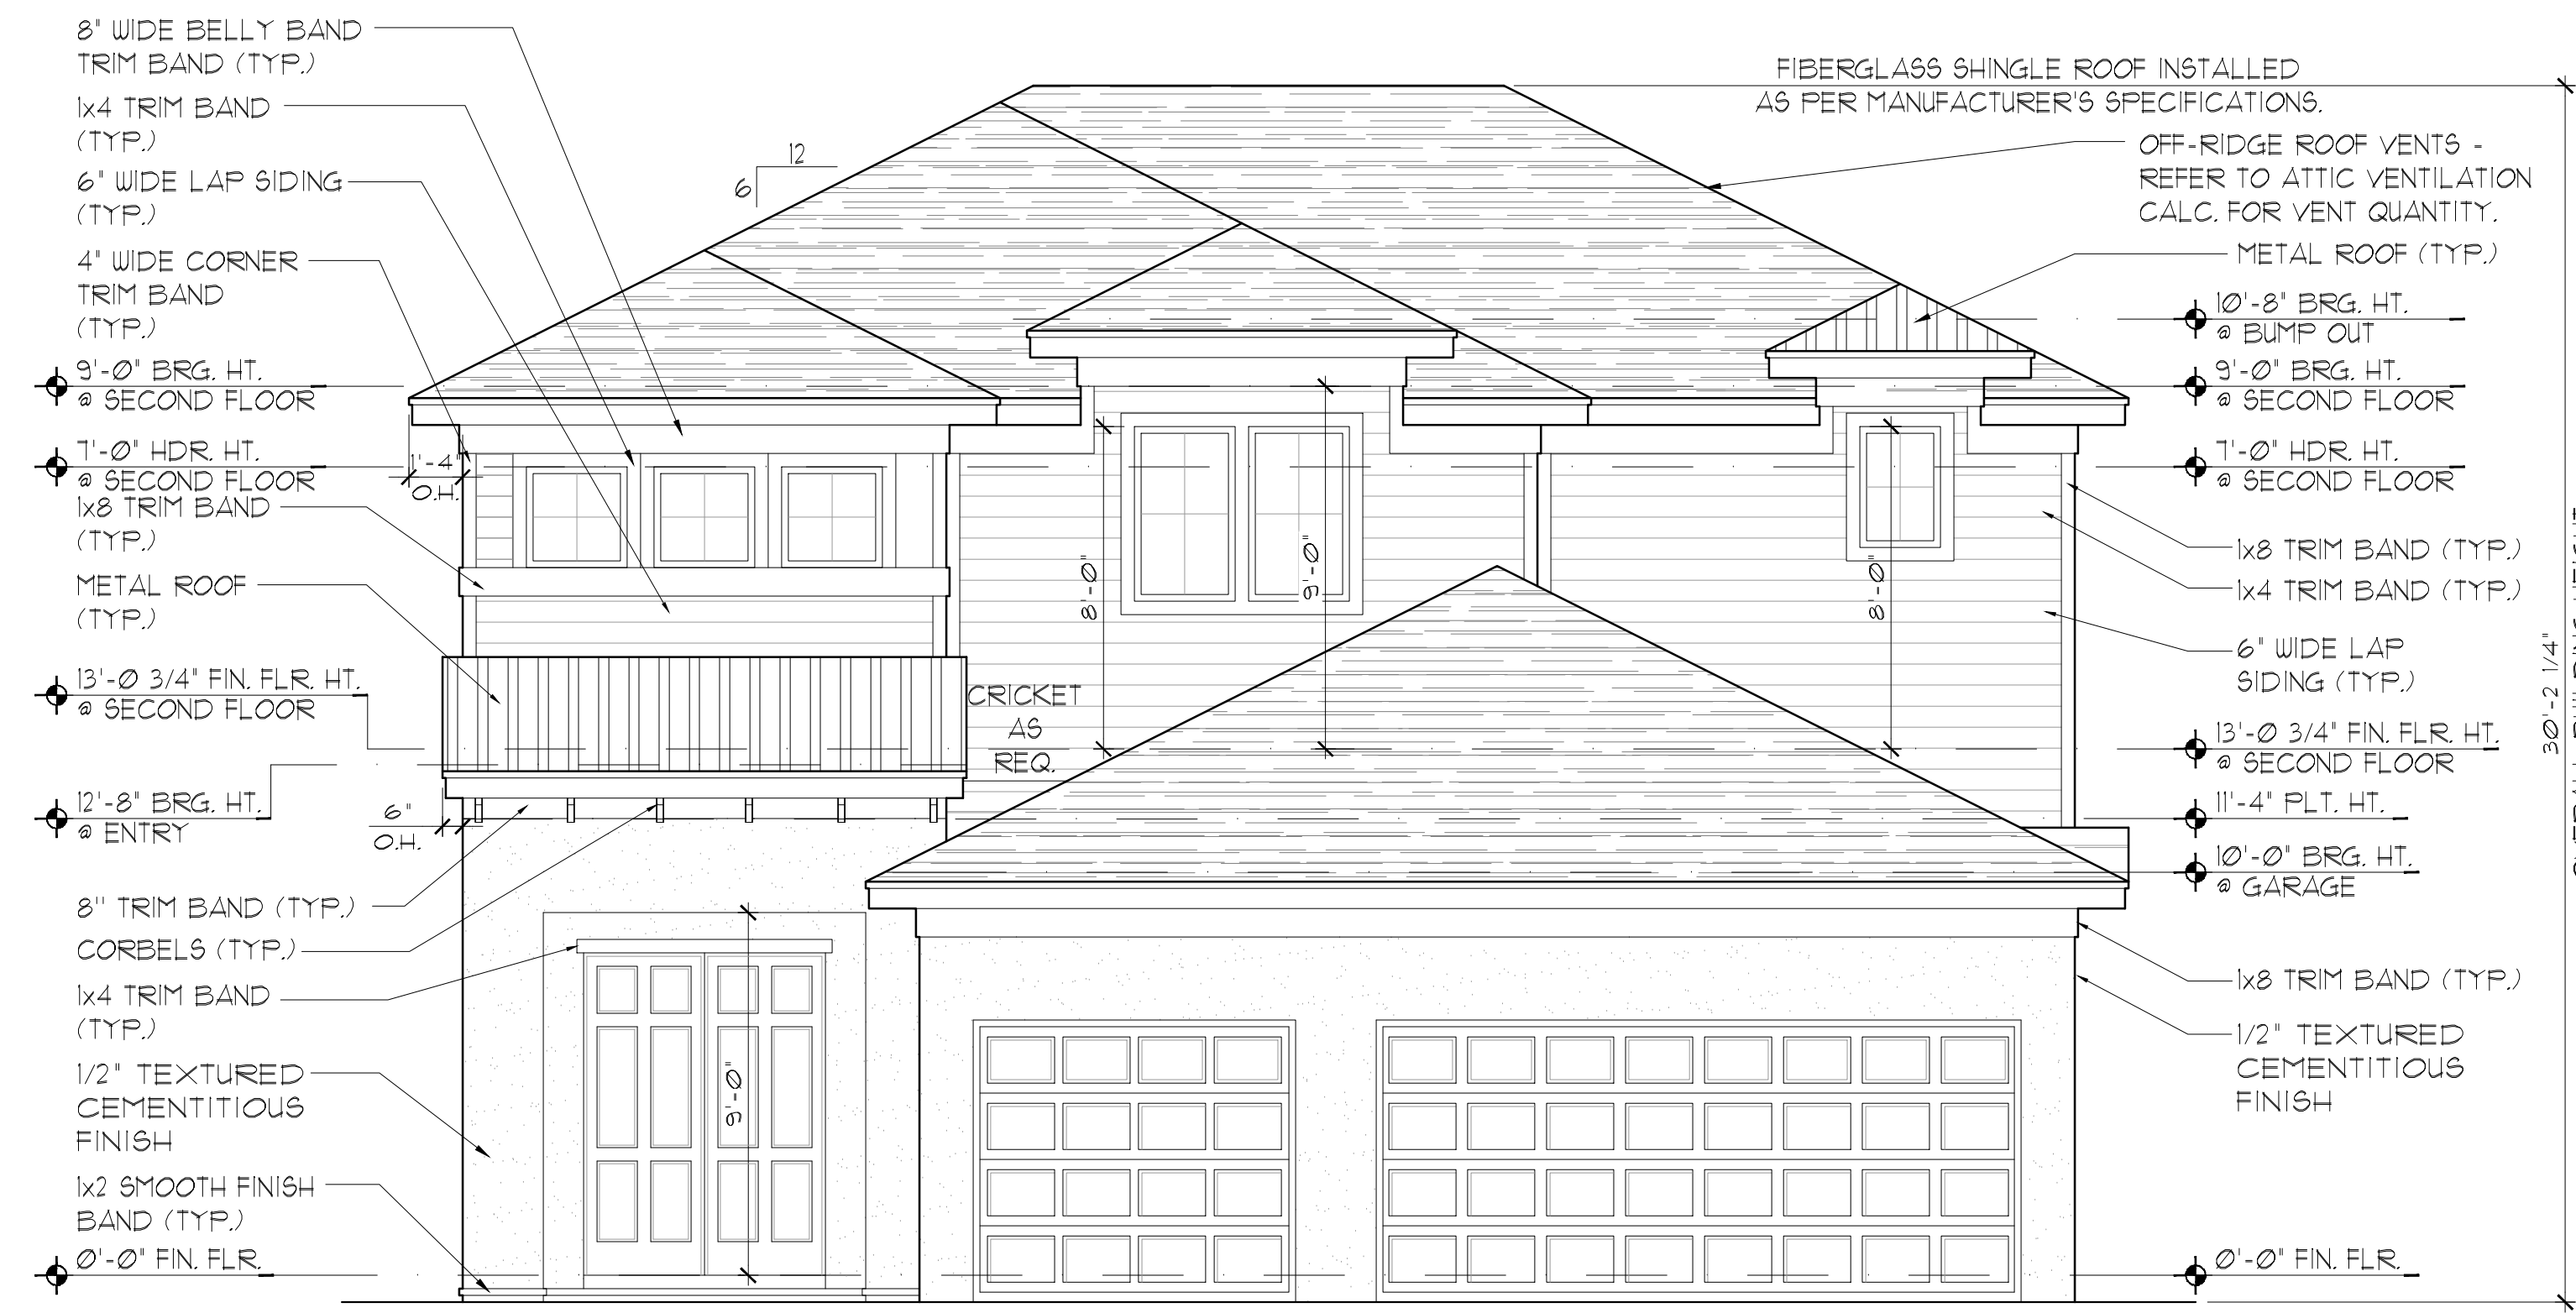 8" WIDE BELLY BAND
TRIM BAND (TYP.)
1x4 TRIM BAND
(TYP.)
6" WIDE LAP SIDING
(TYP.)
4" WIDE CORNER
TRIM BAND
(TYP.)
9'-0" BRG. HT.
@ SECOND FLOOR
7'-0" HDR. HT.
@ SECOND FLOOR
1x8 TRIM BAND
(TYP.)
METAL ROOF
(TYP.)
13'-0 3/4" FIN. FLR. HT.
@ SECOND FLOOR
12'-8" BRG. HT.
@ ENTRY
8" TRIM BAND (TYP.)
CORBELS (TYP.)
1x4 TRIM BAND
(TYP.)
1/2" TEXTURED
CEMENTITIOUS
FINISH
1x2 SMOOTH FINISH
BAND (TYP.)
0'-0" FIN. FLR.
12
6
1'-4"
O.H.
6"
O.H.
CRICKET
AS
REQ.
8'-0"
9'-0"
8'-0"
9'-0"
FIBERGLASS SHINGLE ROOF INSTALLED
AS PER MANUFACTURER'S SPECIFICATIONS.
OFF-RIDGE ROOF VENTS -
REFER TO ATTIC VENTILATION
CALC. FOR VENT QUANTITY.
METAL ROOF (TYP.)
10'-8" BRG. HT.
@ BUMP OUT
9'-0" BRG. HT.
@ SECOND FLOOR
7'-0" HDR. HT.
@ SECOND FLOOR
1x8 TRIM BAND (TYP.)
1x4 TRIM BAND (TYP.)
6" WIDE LAP
SIDING (TYP.)
13'-0 3/4" FIN. FLR. HT.
@ SECOND FLOOR
11'-4" PLT. HT.
10'-0" BRG. HT.
@ GARAGE
1x8 TRIM BAND (TYP.)
1/2" TEXTURED
CEMENTITIOUS
FINISH
0'-0" FIN. FLR.
30'-2 1/4"